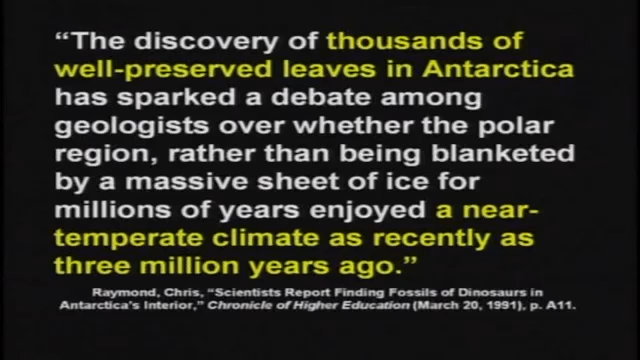 “The discovery of thousands of
well-preserved leaves in Antarctica
has sparked a debate among
geologists over whether the polar
region, rather than being blanketed
by a massive sheet of ice for
millions of years enjoyed a near-
temperate climate as recently as
three million years ago.”
Raymond, Chris, “Scientists Report Finding Fossils of Dinosaurs in
Antarctica's Interior,” Chronicle of Higher Education (March 20, 1991), p. A11.